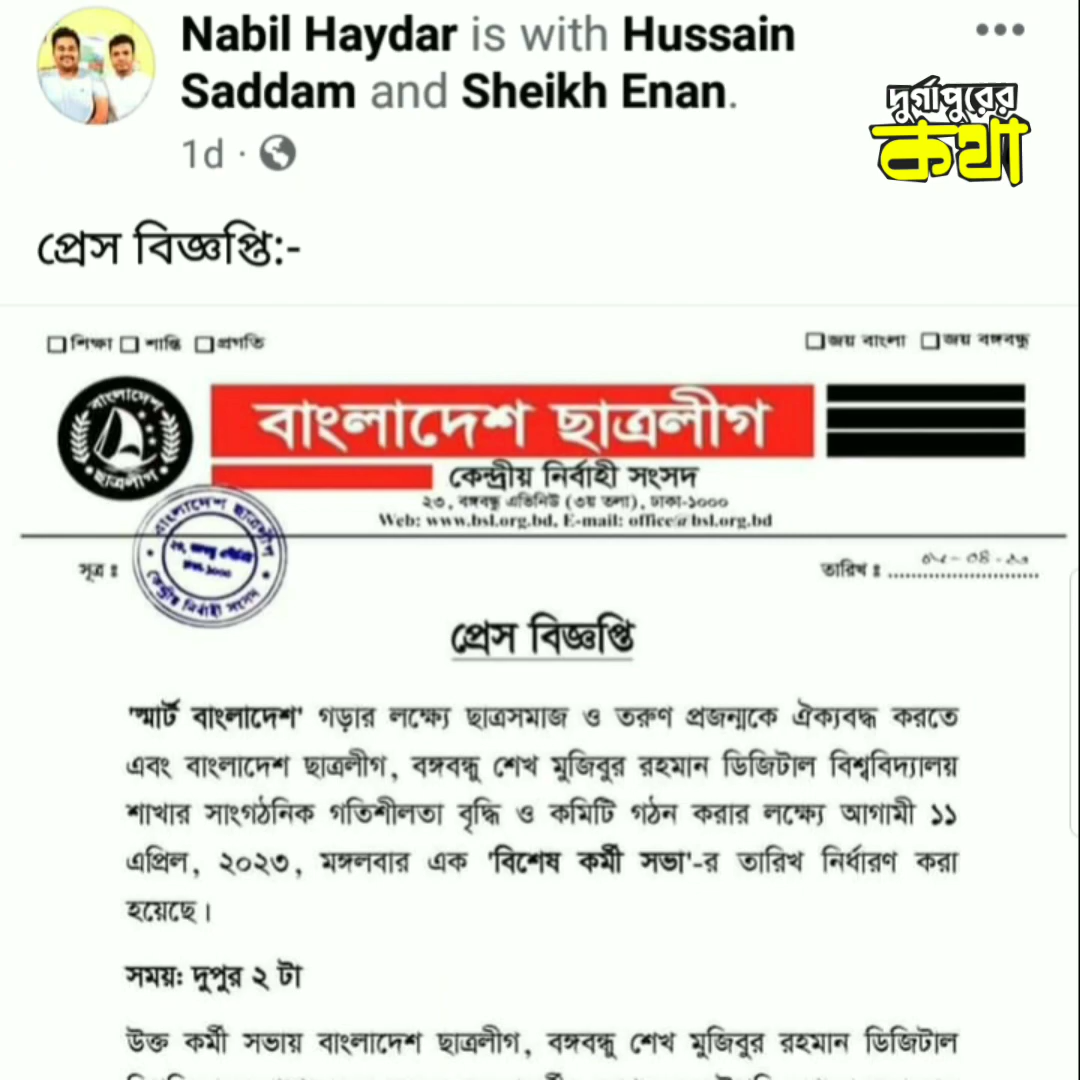 Nabil Haydar is with Hussain
Saddam and Sheikh Enan.
1d
দুর্গাপুরের
কথা
প্রেস বিজ্ঞপ্তি:-
শিক্ষা শান্তি প্রগতি
জয় বাংলা জয় বঙ্গবন্ধু
বাংলাদেশ
ছাত্রলীগ
বাংলাদেশ ছাত্রলীগ
কেন্দ্রীয় নির্বাহী সংসদ
২৩, বঙ্গবন্ধু এভিনিউ (৩য় তলা), ঢাকা-১০০০
Web: www.bsl.org.bd, E-mail: office@bsl.org.bd
বাংলাদেশ ছাত্রলীগ
কেন্দ্রীয় নির্বাহী সংসদ
সূত্র ঃ
তারিখ ঃ
প্রেস বিজ্ঞপ্তি
'স্মার্ট বাংলাদেশ' গড়ার লক্ষ্যে ছাত্রসমাজ ও তরুণ প্রজন্মকে ঐক্যবদ্ধ করতে
এবং বাংলাদেশ ছাত্রলীগ, বঙ্গবন্ধু শেখ মুজিবুর রহমান ডিজিটাল বিশ্ববিদ্যালয়
শাখার সাংগঠনিক গতিশীলতা বৃদ্ধি ও কমিটি গঠন করার লক্ষ্যে আগামী ১১
এপ্রিল, ২০২৩, মঙ্গলবার এক 'বিশেষ কর্মী সভা'-র তারিখ নির্ধারণ করা
হয়েছে।
সময়: দুপুর ২ টা
উক্ত কর্মী সভায় বাংলাদেশ ছাত্রলীগ, বঙ্গবন্ধু শেখ মুজিবুর রহমান ডিজিটাল